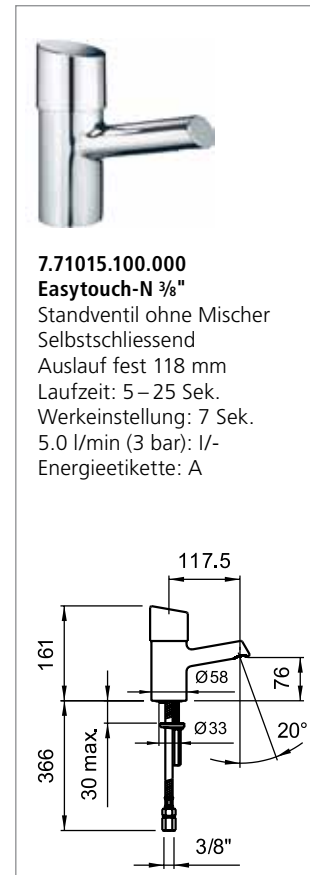 7.71015.100.000
Easytouch-N ⅜"
Standventil ohne Mischer
Selbstschliessend
Auslauf fest 118 mm
Laufzeit: 5 – 25 Sek.
Werkeinstellung: 7 Sek.
5.0 l/min (3 bar): I/-
Energieetikette: A
117.5
161
Ø58
76
Ø33
20°
30 max.
366
3/8"